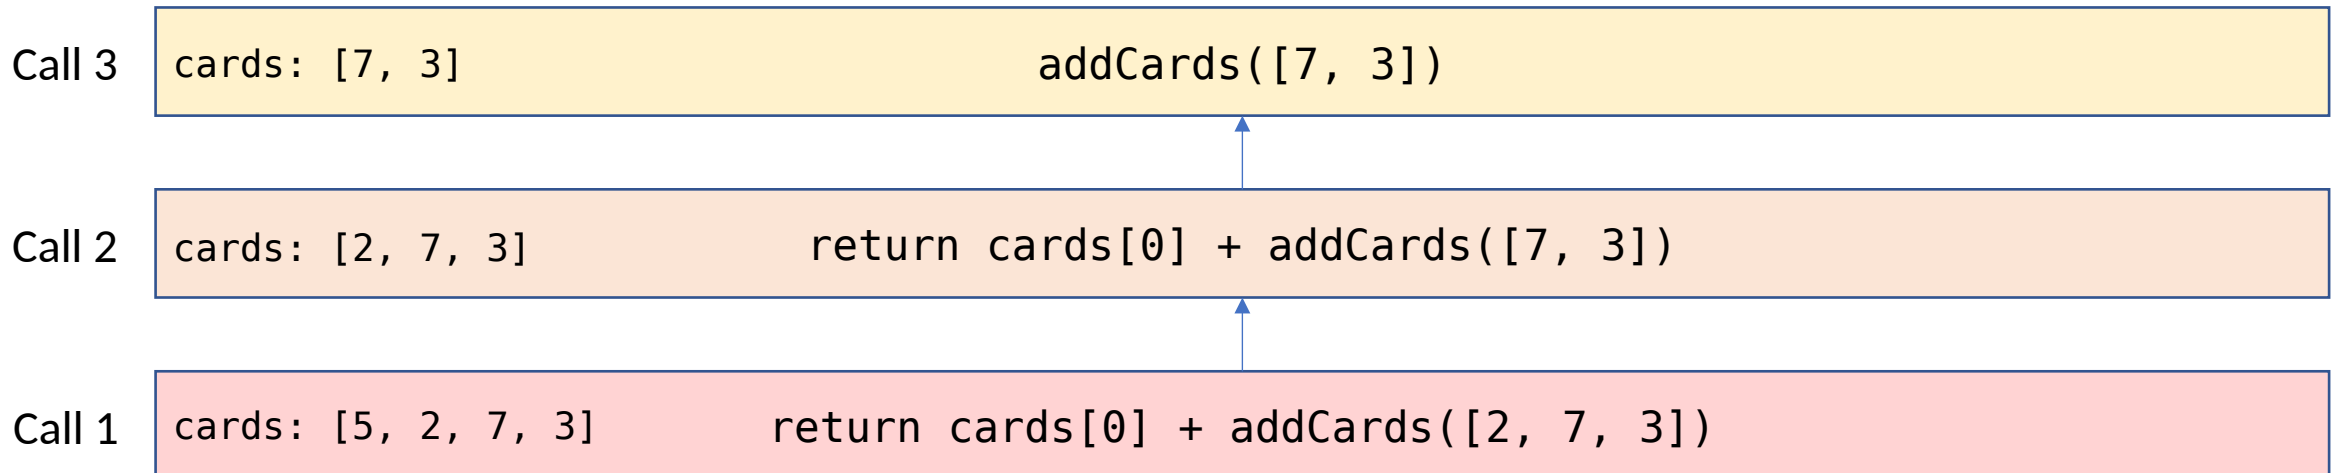 Call 3 cards: [7, 3] addCards([7, 3])
Call 2 cards: [2, 7, 3] return cards[0] + addCards([7, 3])
Call 1 cards: [5, 2, 7, 3] return cards[0] + addCards([2, 7, 3])